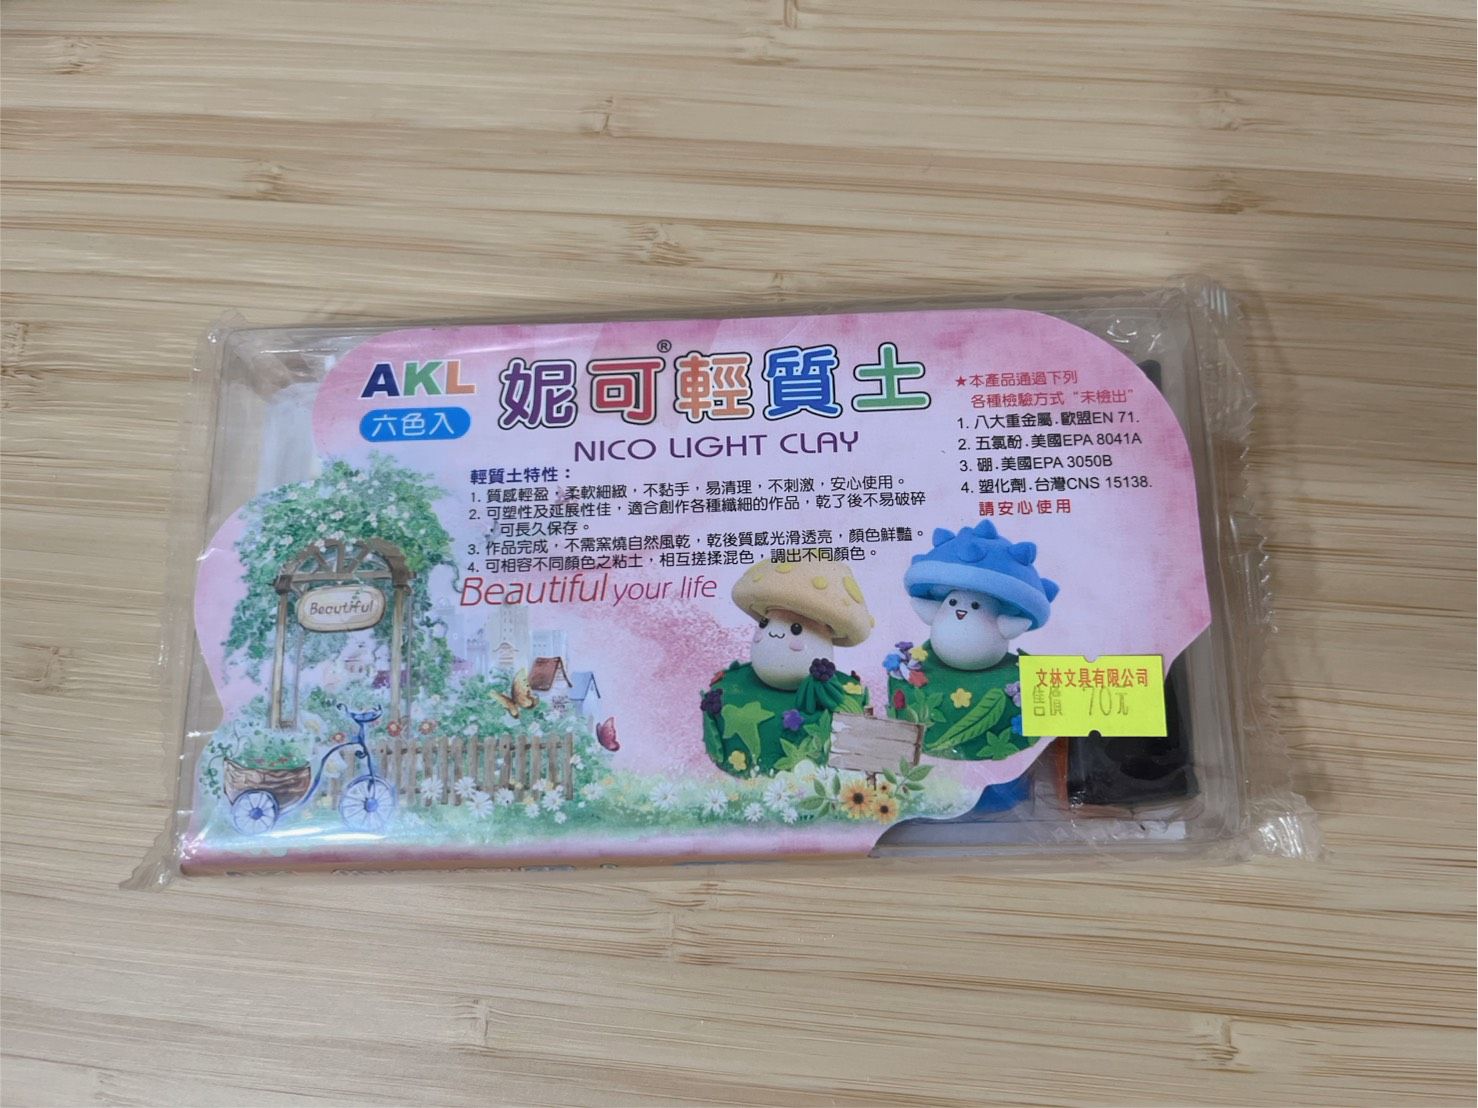 AKL
六色入
妮可輕質土®
NICO LIGHT CLAY
輕質土特性：
1. 質感輕盈，柔軟細緻，不黏手，易清理，不刺激，安心使用。
2. 可塑性及延展性佳，適合創作各種纖細的作品，乾了後不易破碎
，可長久保存。
3. 作品完成，不需窯燒自然風乾，乾後質感光滑透亮，顏色鮮豔。
4. 可相容不同顏色之粘土，相互搓揉混色，調出不同顏色。
Beautiful your life
Beautiful
★本產品通過下列
各種檢驗方式“未檢出”
1. 八大重金屬.歐盟EN 71.
2. 五氯酚.美國EPA 8041A
3. 硼.美國EPA 3050B
4. 塑化劑.台灣CNS 15138.
請安心使用
文林文具有限公司
售價 70元